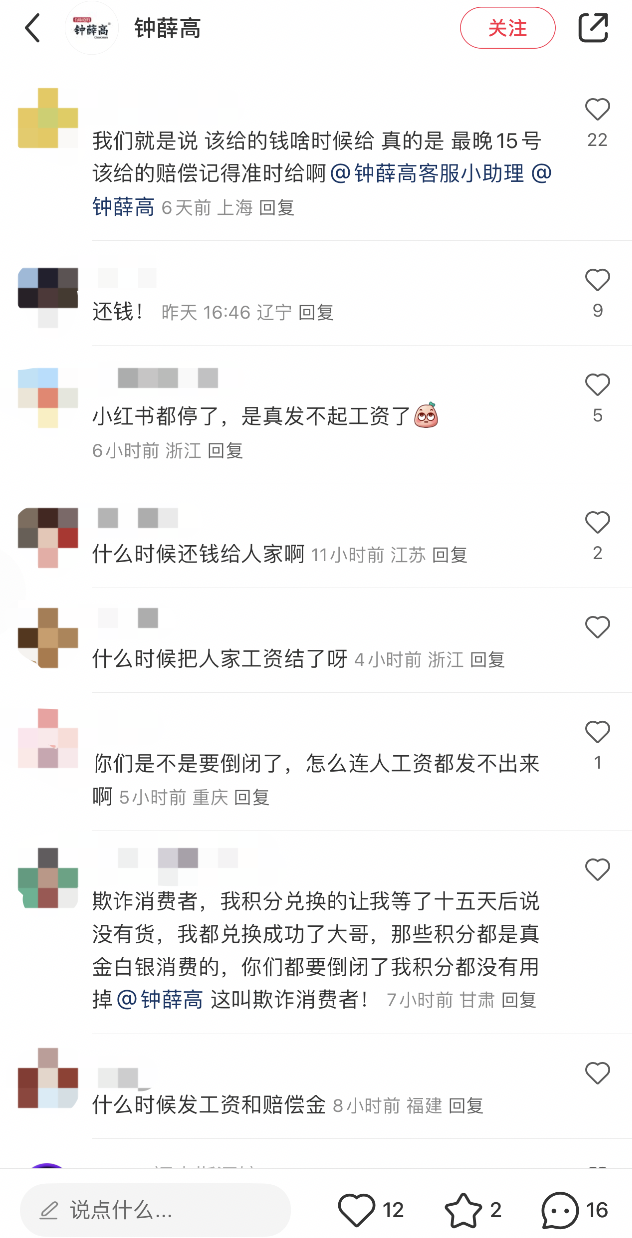 钟薛高
钟薛高
关注
我们就是说 该给的钱啥时候给 真的是 最晚15号
22
该给的赔偿记得准时给啊@钟薛高客服小助理 @
钟薛高 6天前 上海 回复
还钱! 昨天 16:46 辽宁 回复
9
小红书都停了，是真发不起工资了
5
6小时前 浙江 回复
什么时候还钱给人家啊 11小时前 江苏 回复
2
什么时候把人家工资结了呀 4小时前 浙江 回复
你们是不是要倒闭了，怎么连人工资都发不出来
1
啊 5小时前 重庆 回复
欺诈消费者，我积分兑换的让我等了十五天后说
没有货，我都兑换成功了大哥，那些积分都是真
金白银消费的，你们都要倒闭了我积分都没有用
掉@钟薛高 这叫欺诈消费者! 7小时前 甘肃 回复
什么时候发工资和赔偿金 8小时前 福建 回复
说点什么... 12 2 16